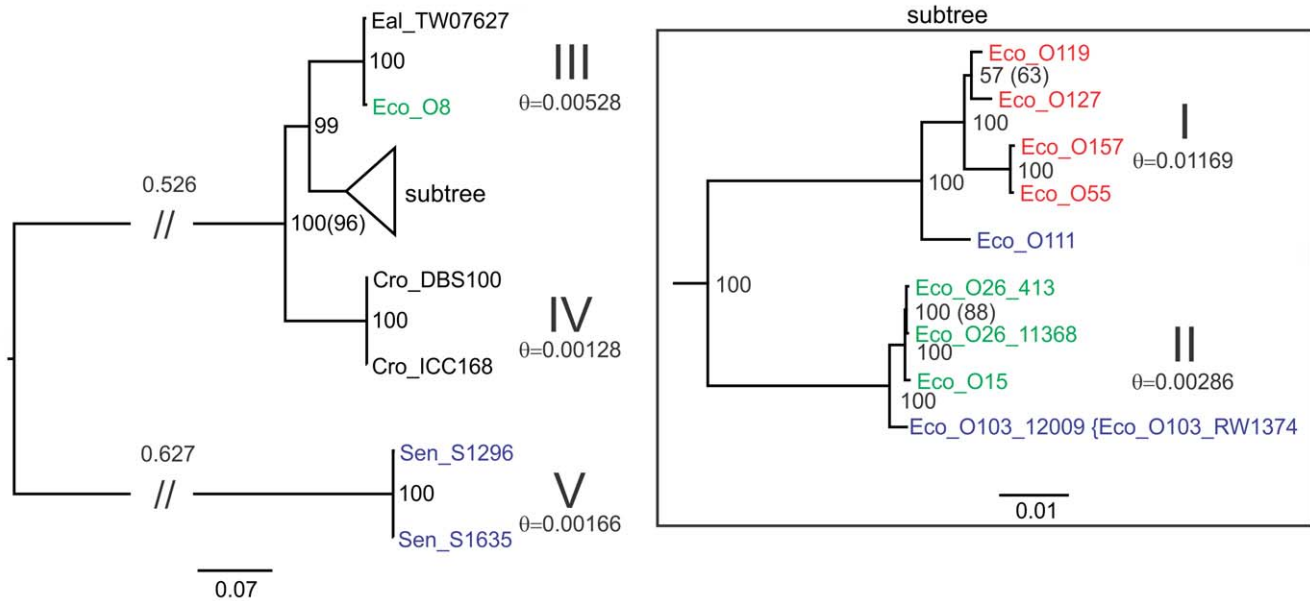 Eal_TW07627
100
III
θ=0.00528
Eco_O8
99
0.526
//
subtree
100(96)
Cro_DBS100
100
IV
θ=0.00128
Cro_ICC168
0.627
//
Sen_S1296
100
V
θ=0.00166
Sen_S1635
0.07
subtree
Eco_O119
57 (63)
Eco_O127
100
I
θ=0.01169
Eco_O157
100
100
Eco_O55
Eco_O111
100
Eco_O26_413
100 (88)
Eco_O26_11368
100
II
θ=0.00286
Eco_O15
100
Eco_O103_12009 {Eco_O103_RW1374
0.01